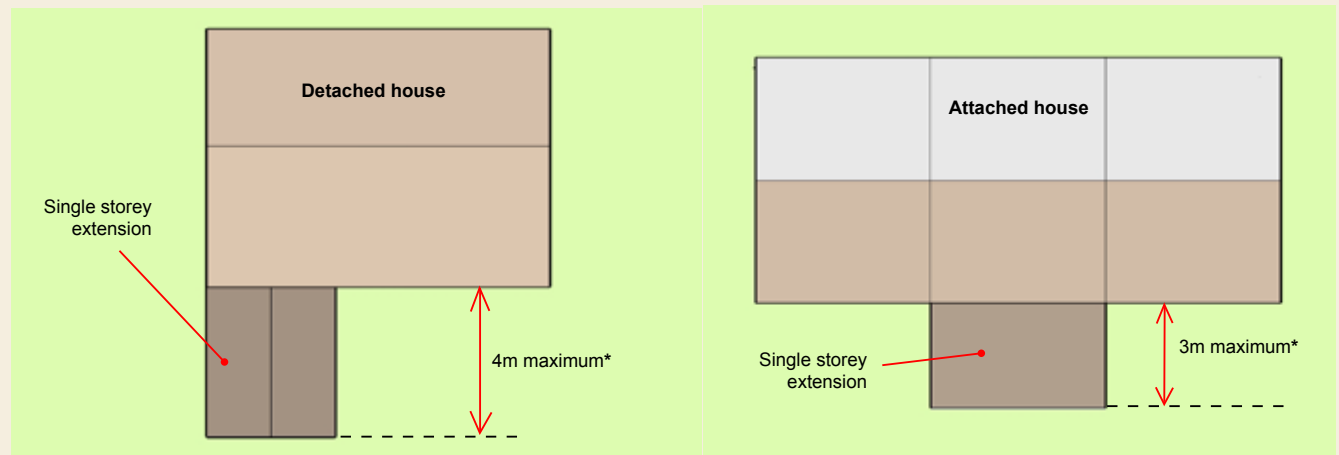 Detached house
Single storey
extension
4m maximum*
Attached house
Single storey
extension
3m maximum*